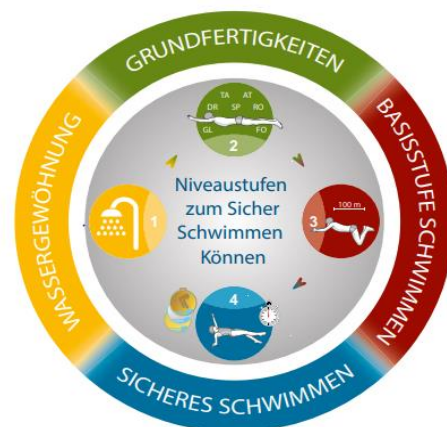 GRUNDFERTIGKEITEN
WASSERGEWÖHNUNG
BASISSTUFE SCHWIMMEN
SICHERES SCHWIMMEN
TA AT
DR SP RO
GL FO
2
1
Niveaustufen
zum Sicher
Schwimmen
Können
100 m
3
4